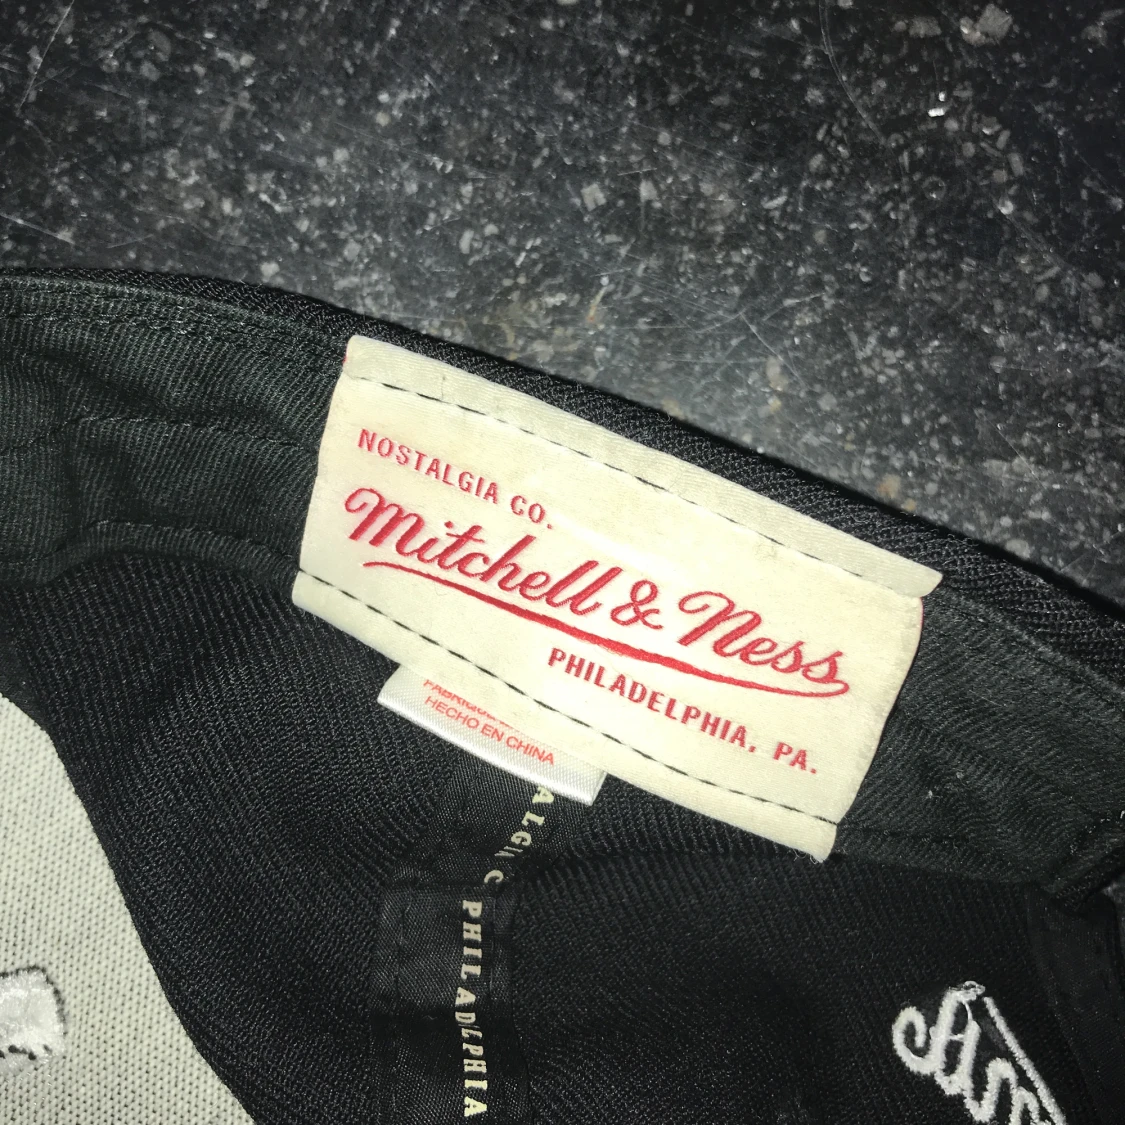 NOSTALGIA CO.
Mitchell & Ness
PHILADELPHIA, PA.
HECHO EN CHINA
PHILADELPHIA